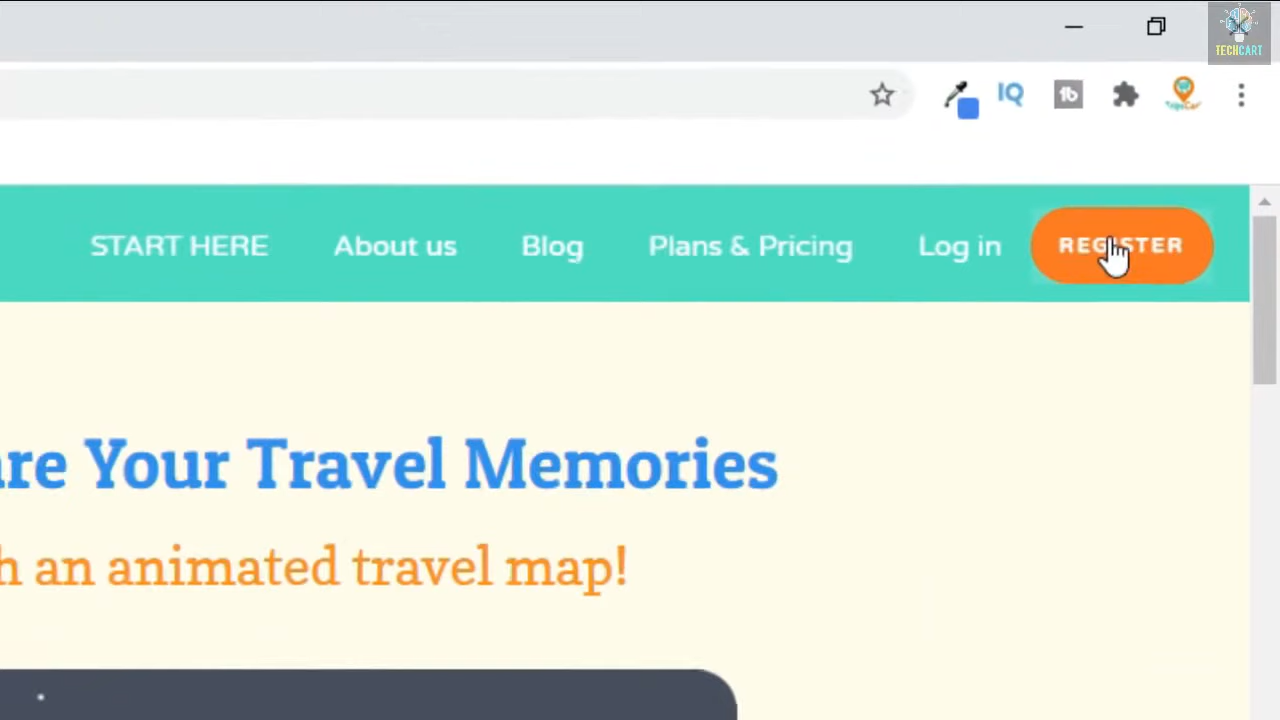 TECHCART
IQ
START HERE
About us
Blog
Plans & Pricing
Log in
REGISTER
are Your Travel Memories
h an animated travel map!